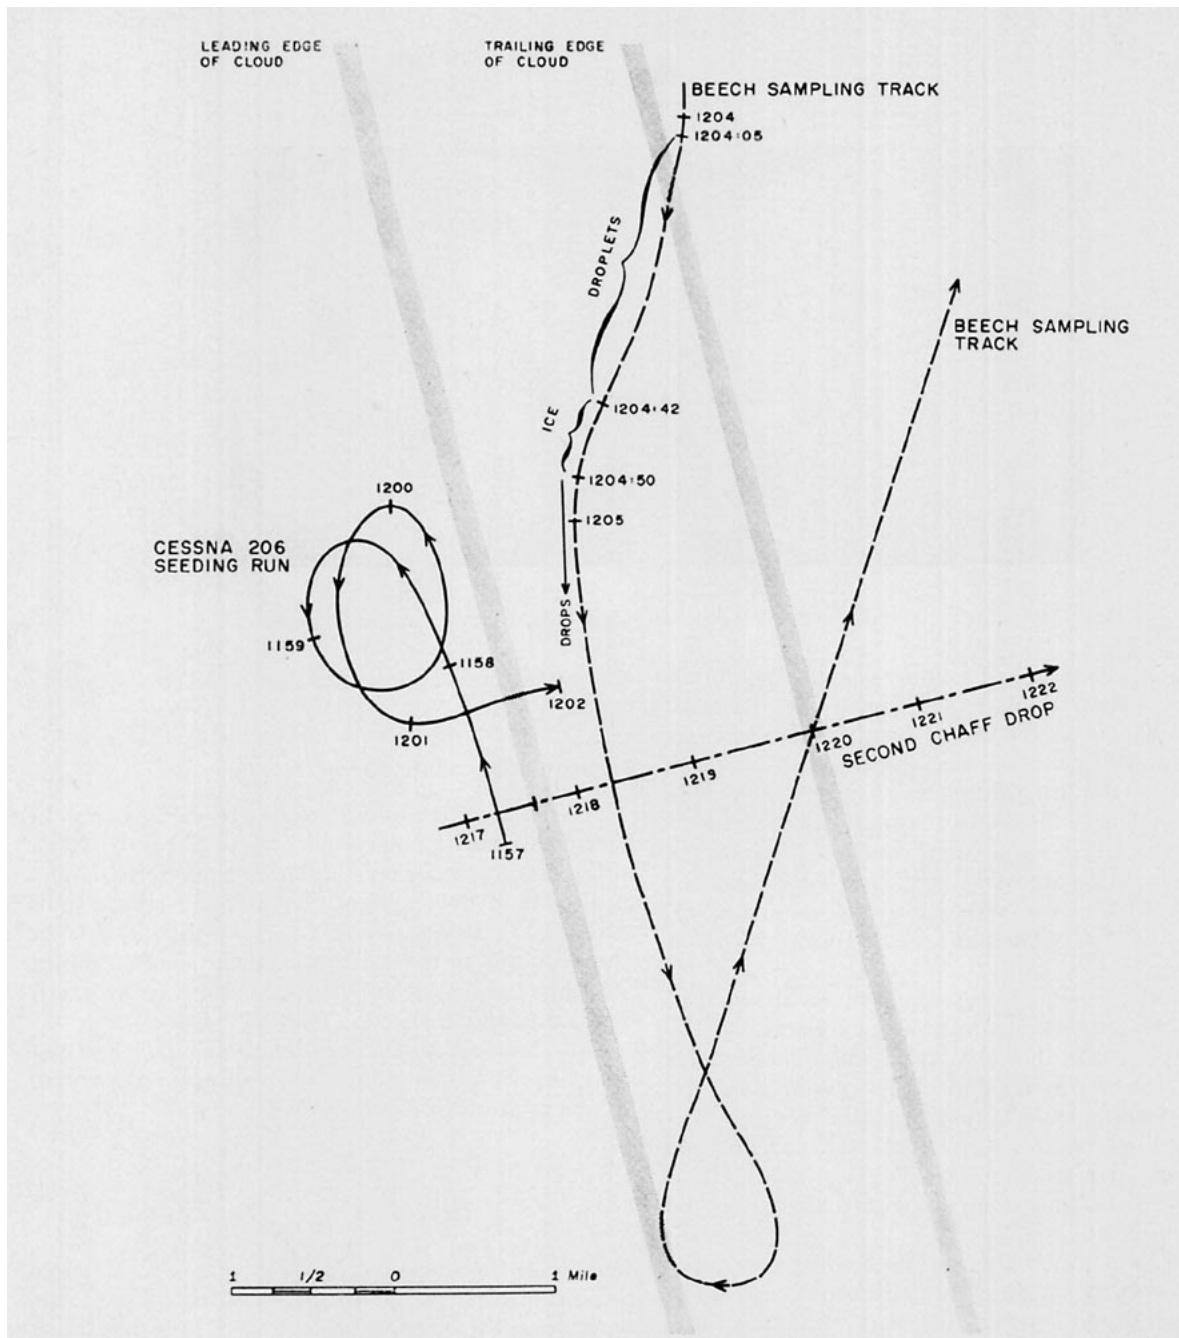 LEADING EDGE
OF CLOUD
TRAILING EDGE
OF CLOUD
BEECH SAMPLING TRACK
1204
1204:05
DROPLETS
BEECH SAMPLING
TRACK
1204:42
ICE
1204:50
1200
1205
CESSNA 206
SEEDING RUN
DROPS
1159
1158
1202
1201
1222
1221
1220
SECOND CHAFF DROP
1219
1218
1217
1157
1 1/2 0 1 Mile